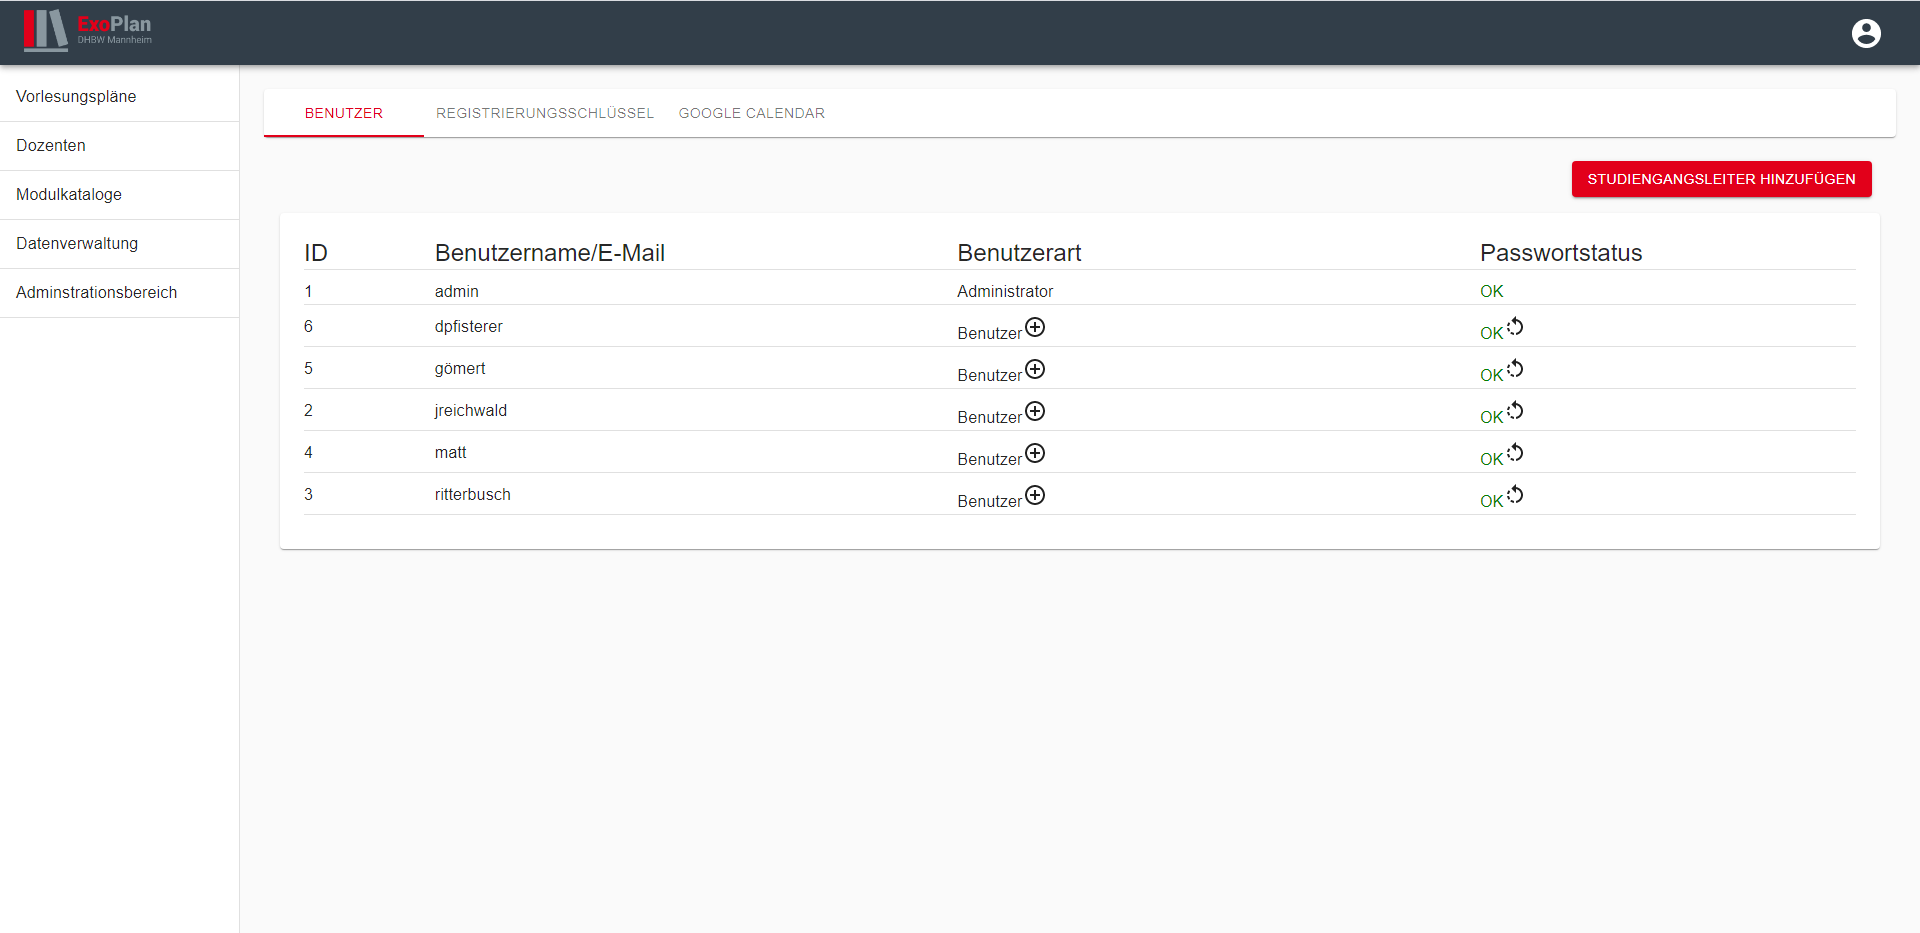 ExoPlan
DHBW Mannheim
Vorlesungspläne
Dozenten
Modulkataloge
Datenverwaltung
Adminstrationsbereich
BENUTZER REGISTRIERUNGSSCHLÜSSEL GOOGLE CALENDAR
STUDIENGANGSLEITER HINZUFÜGEN
ID Benutzername/E-Mail Benutzerart Passwortstatus
1 admin Administrator OK
6 dpfisterer Benutzer OK
5 gömert Benutzer OK
2 jreichwald Benutzer OK
4 matt Benutzer OK
3 ritterbusch Benutzer OK